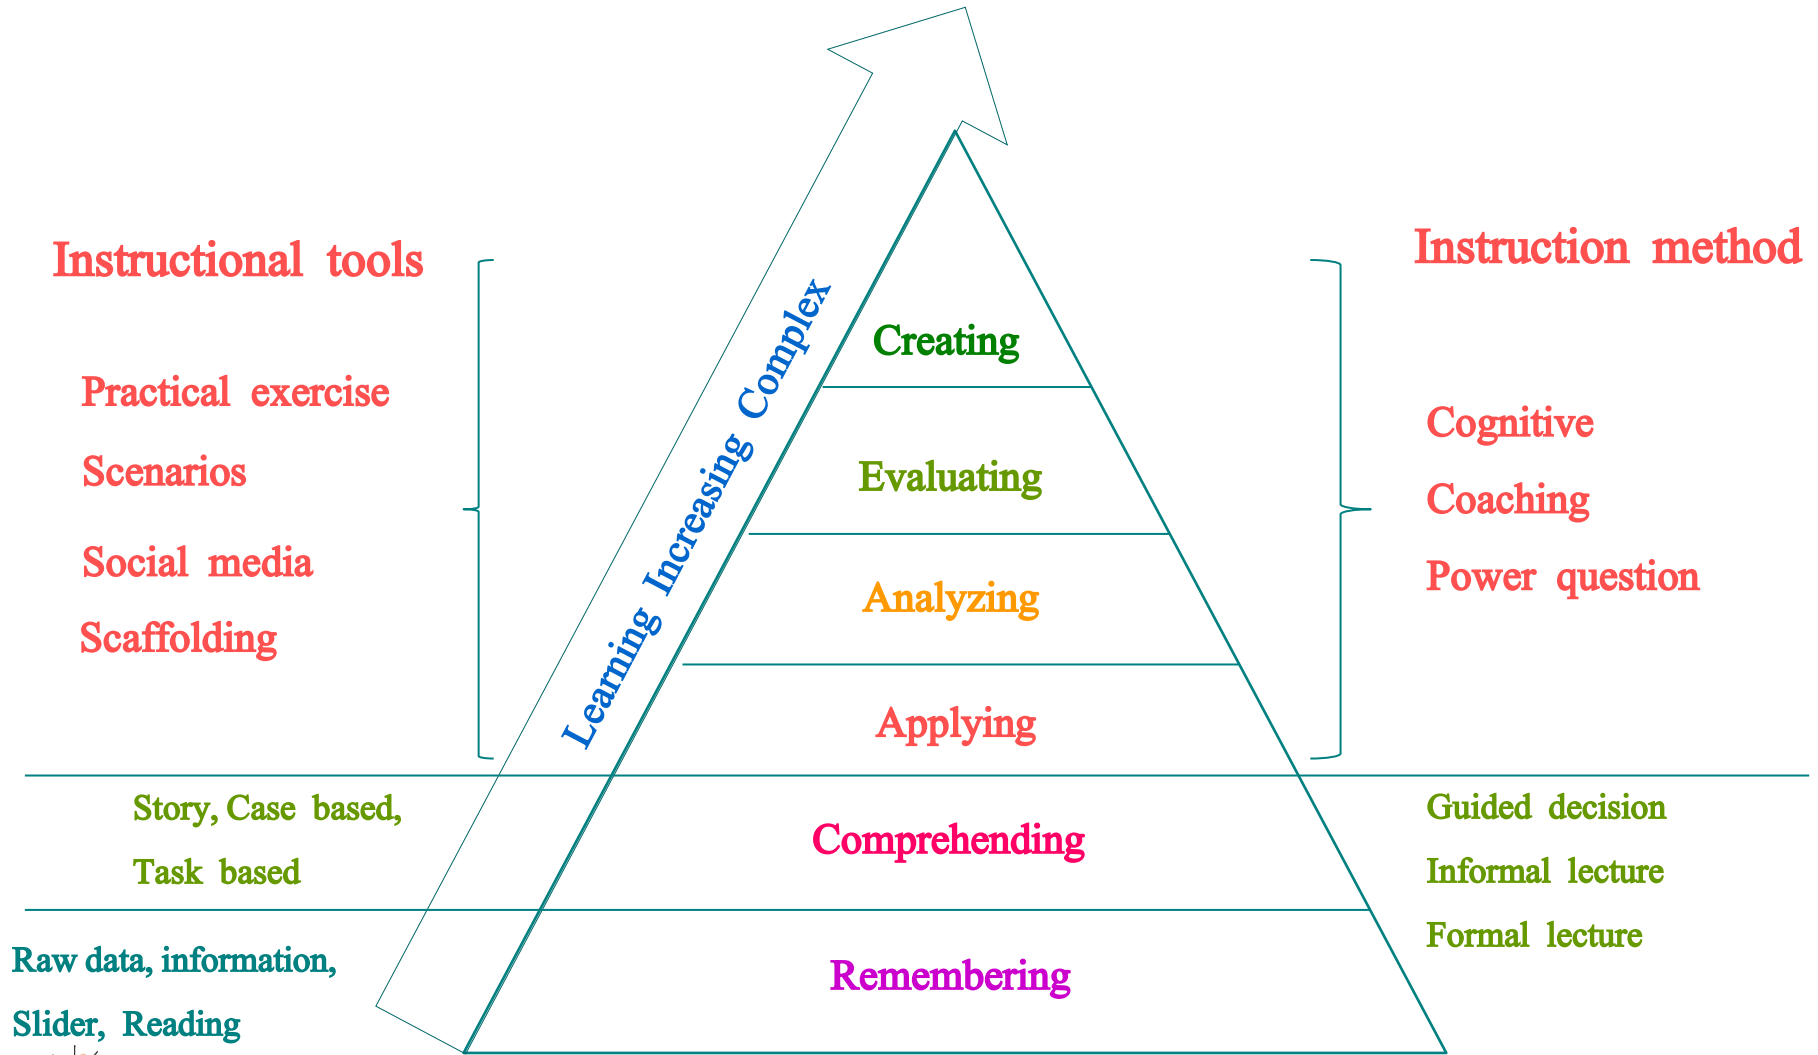 Instructional tools
Practical exercise
Scenarios
Social media
Scaffolding
Story, Case based,
Task based
Raw data, information,
Slider, Reading
Learning Increasing Complex
Creating
Evaluating
Analyzing
Applying
Comprehending
Remembering
Instruction method
Cognitive
Coaching
Power question
Guided decision
Informal lecture
Formal lecture